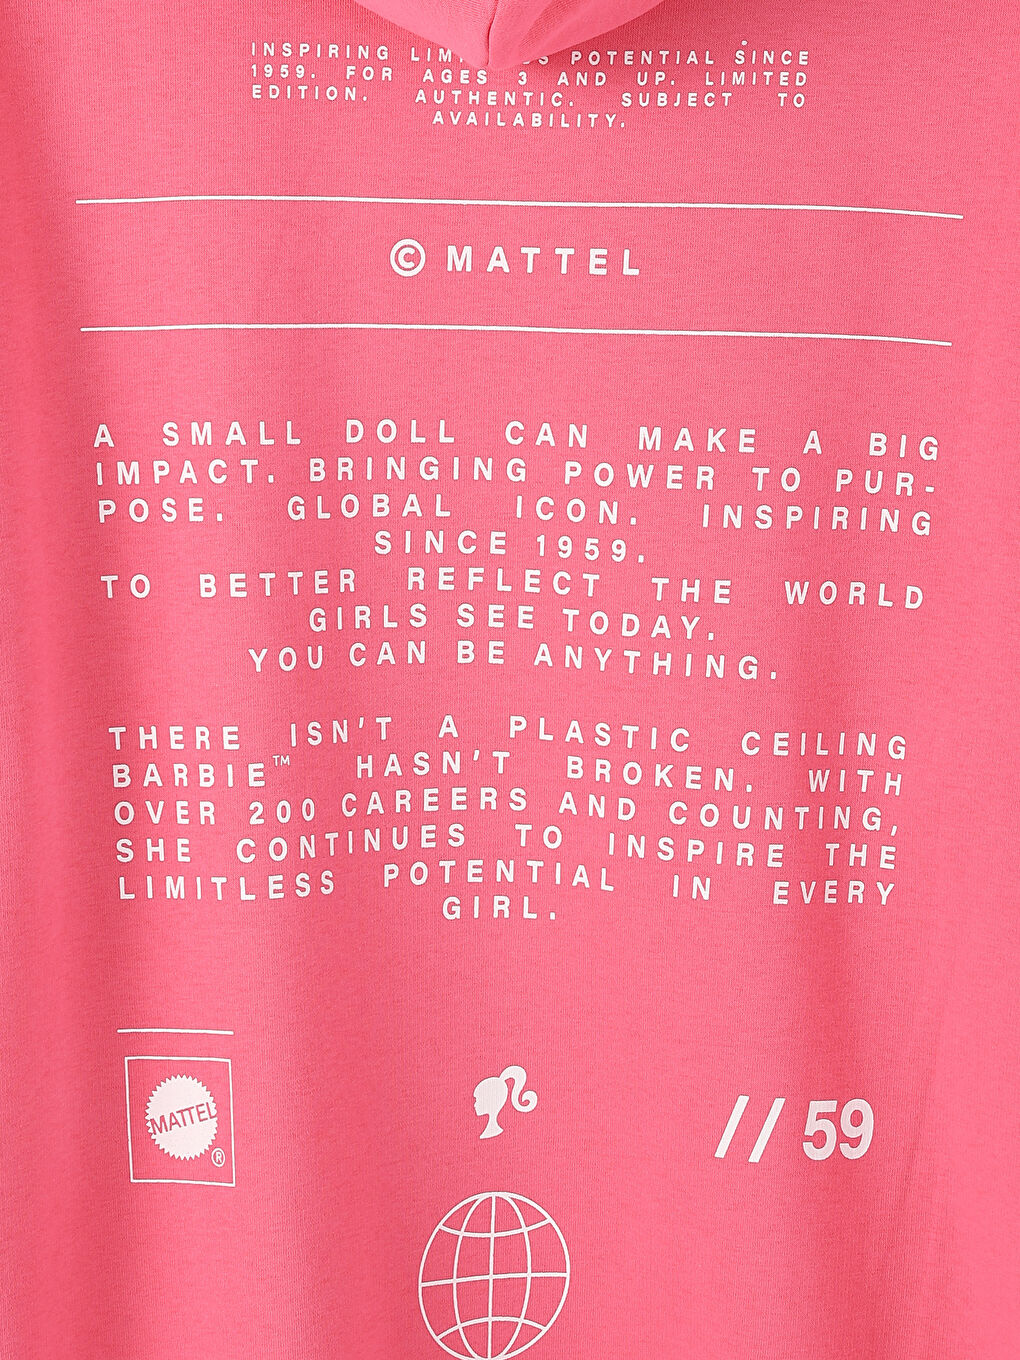 INSPIRING POTENTIAL SINCE
1959. FOR AGES 3 AND UP. LIMITED
EDITION. AUTHENTIC. SUBJECT TO
AVAILABILITY.
© MATTEL
A SMALL DOLL CAN MAKE A BIG
IMPACT. BRINGING POWER TO PUR-
POSE. GLOBAL ICON. INSPIRING
SINCE 1959.
TO BETTER REFLECT THE WORLD
GIRLS SEE TODAY.
YOU CAN BE ANYTHING.
THERE ISN'T A PLASTIC CEILING
BARBIE™ HASN'T BROKEN. WITH
OVER 200 CAREERS AND COUNTING,
SHE CONTINUES TO INSPIRE THE
LIMITLESS POTENTIAL IN EVERY
GIRL.
MATTEL ®
// 59